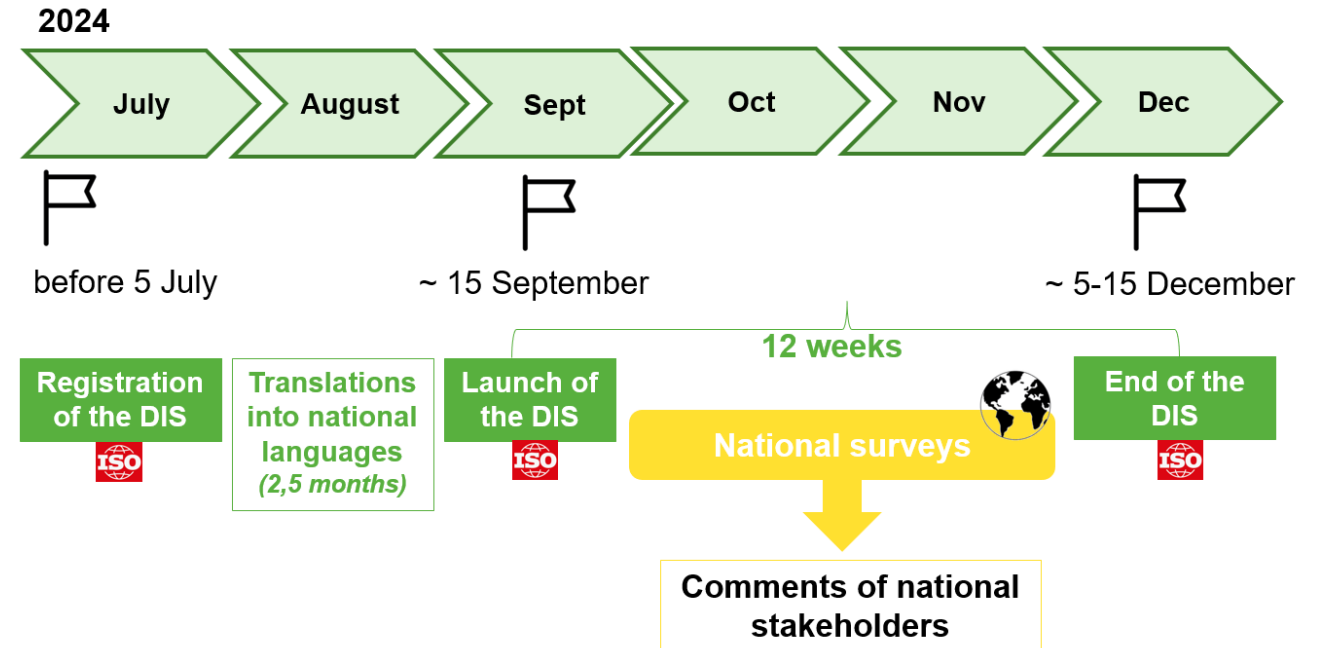 2024
July
August
Sept
Oct
Nov
Dec
before 5 July
~ 15 September
~ 5-15 December
12 weeks
Registration
of the DIS
ISO
Translations
into national
languages
(2,5 months)
Launch of
the DIS
ISO
National surveys
End of the
DIS
ISO
Comments of national
stakeholders